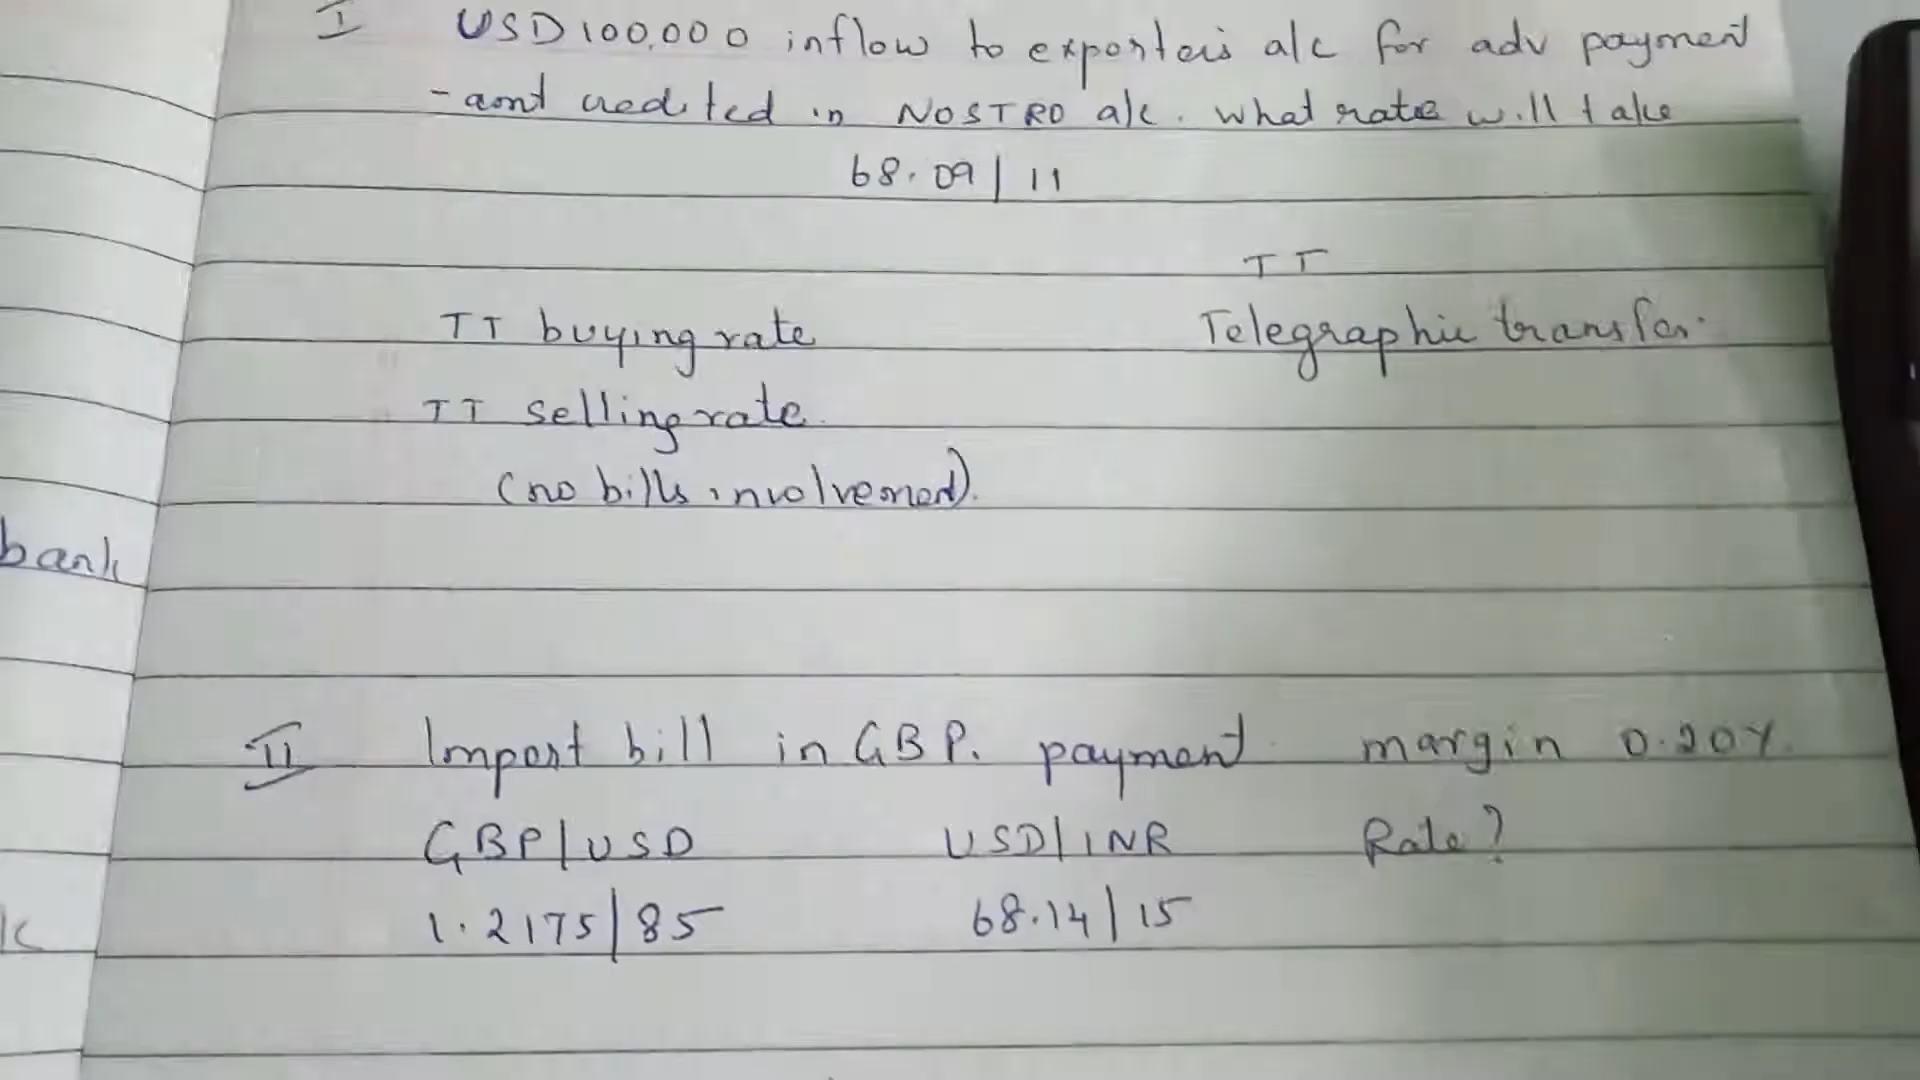 I USD 100,000 inflow to exporter's a/c for adv payment
- amt credited in NOSTRO a/c. What rate will take
68.09 | 11
TT
TT buying rate Telegraphic transfer.
TT selling rate.
(no bills involvement).
bank
II Import bill in GBP. payment margin 0.20%.
GBP/USD USD/INR Rate?
1.2175|85 68.14|15